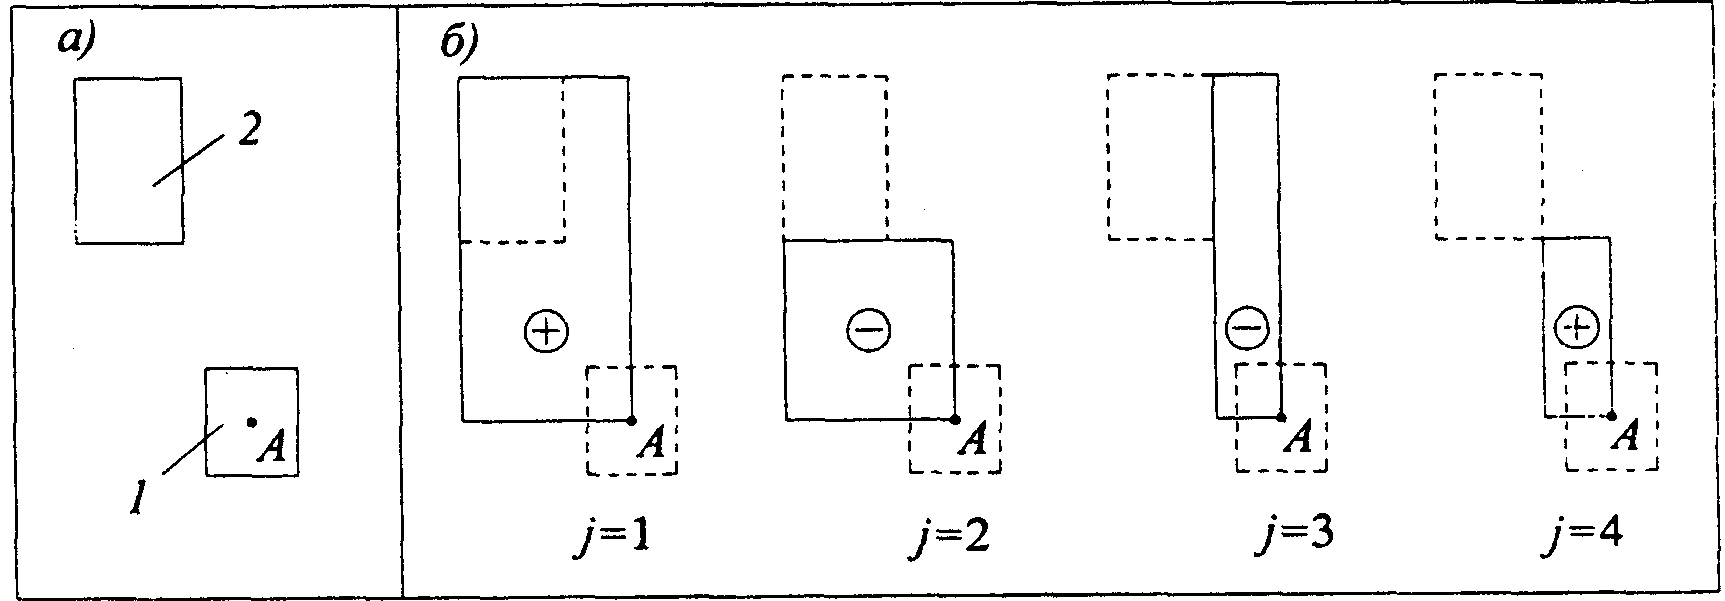 а) б)
2
⊕ ⊖ ⊖ ⊕
A A A A A
1
j=1 j=2 j=3 j=4